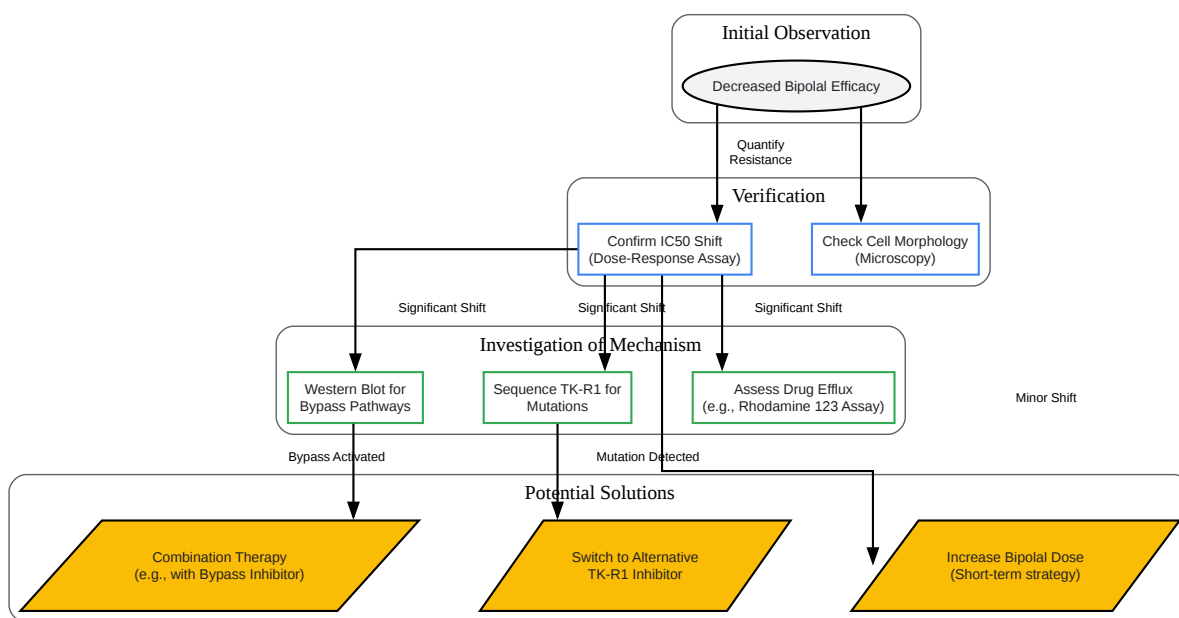 Initial Observation
Decreased Bipolal Efficacy
Quantify
Resistance
Verification
Confirm IC50 Shift
(Dose-Response Assay)
Check Cell Morphology
(Microscopy)
Significant Shift
Significant Shift
Significant Shift
Investigation of Mechanism
Western Blot for
Bypass Pathways
Sequence TK-R1 for
Mutations
Assess Drug Efflux
(e.g., Rhodamine 123 Assay)
Minor Shift
Bypass Activated
Mutation Detected
Potential Solutions
Combination Therapy
(e.g., with Bypass Inhibitor)
Switch to Alternative
TK-R1 Inhibitor
Increase Bipolal Dose
(Short-term strategy)